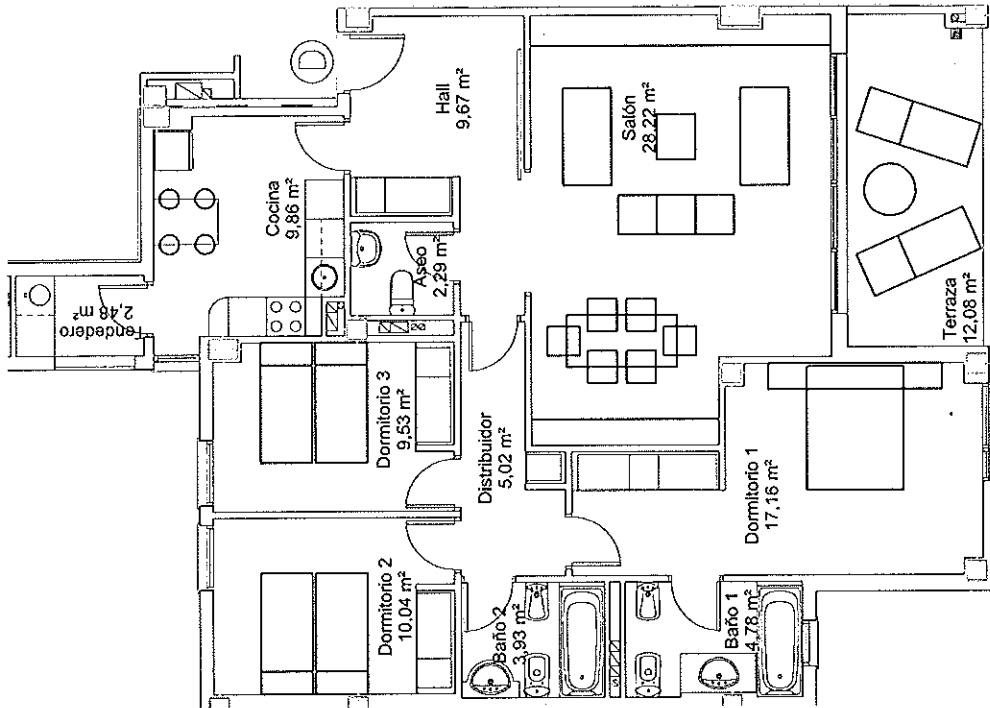 D
Hall
9,67 m²
Salón
28,22 m²
Cocina
9,86 m²
Aseo
2,29 m²
Tendedero
2,48 m²
Terraza
12,08 m²
Dormitorio 3
9,53 m²
Distribuidor
5,02 m²
Dormitorio 1
17,16 m²
Dormitorio 2
10,04 m²
Baño 2
3,93 m²
Baño 1
4,78 m²